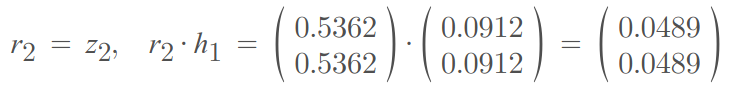 r₂ = z₂, r₂ · h₁ = ( 0.5362 0.5362 ) · ( 0.0912 0.0912 ) = ( 0.0489 0.0489 )